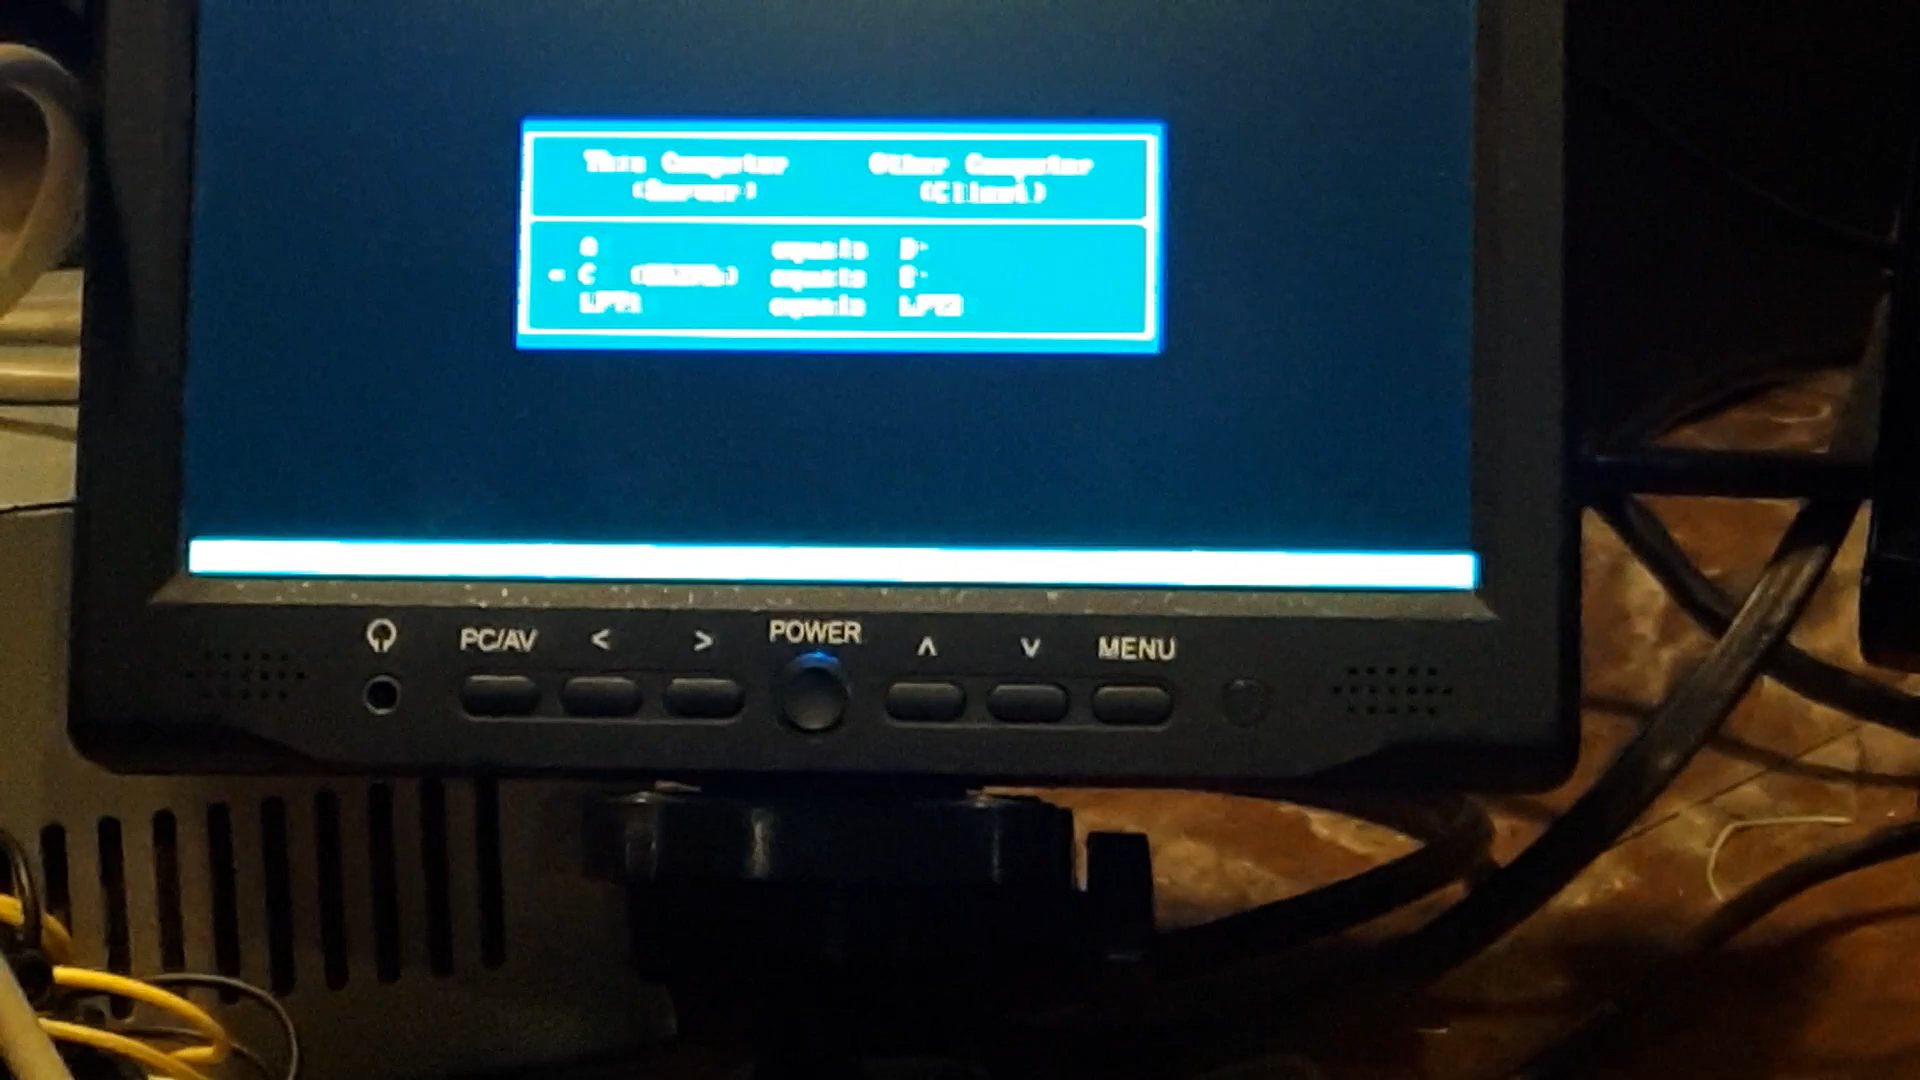 This Computer Other Computer
(Server) (Client)
A equals D:
C equals E:
LPT1 equals LPT2
PC/AV < > POWER ∧ ∨ MENU